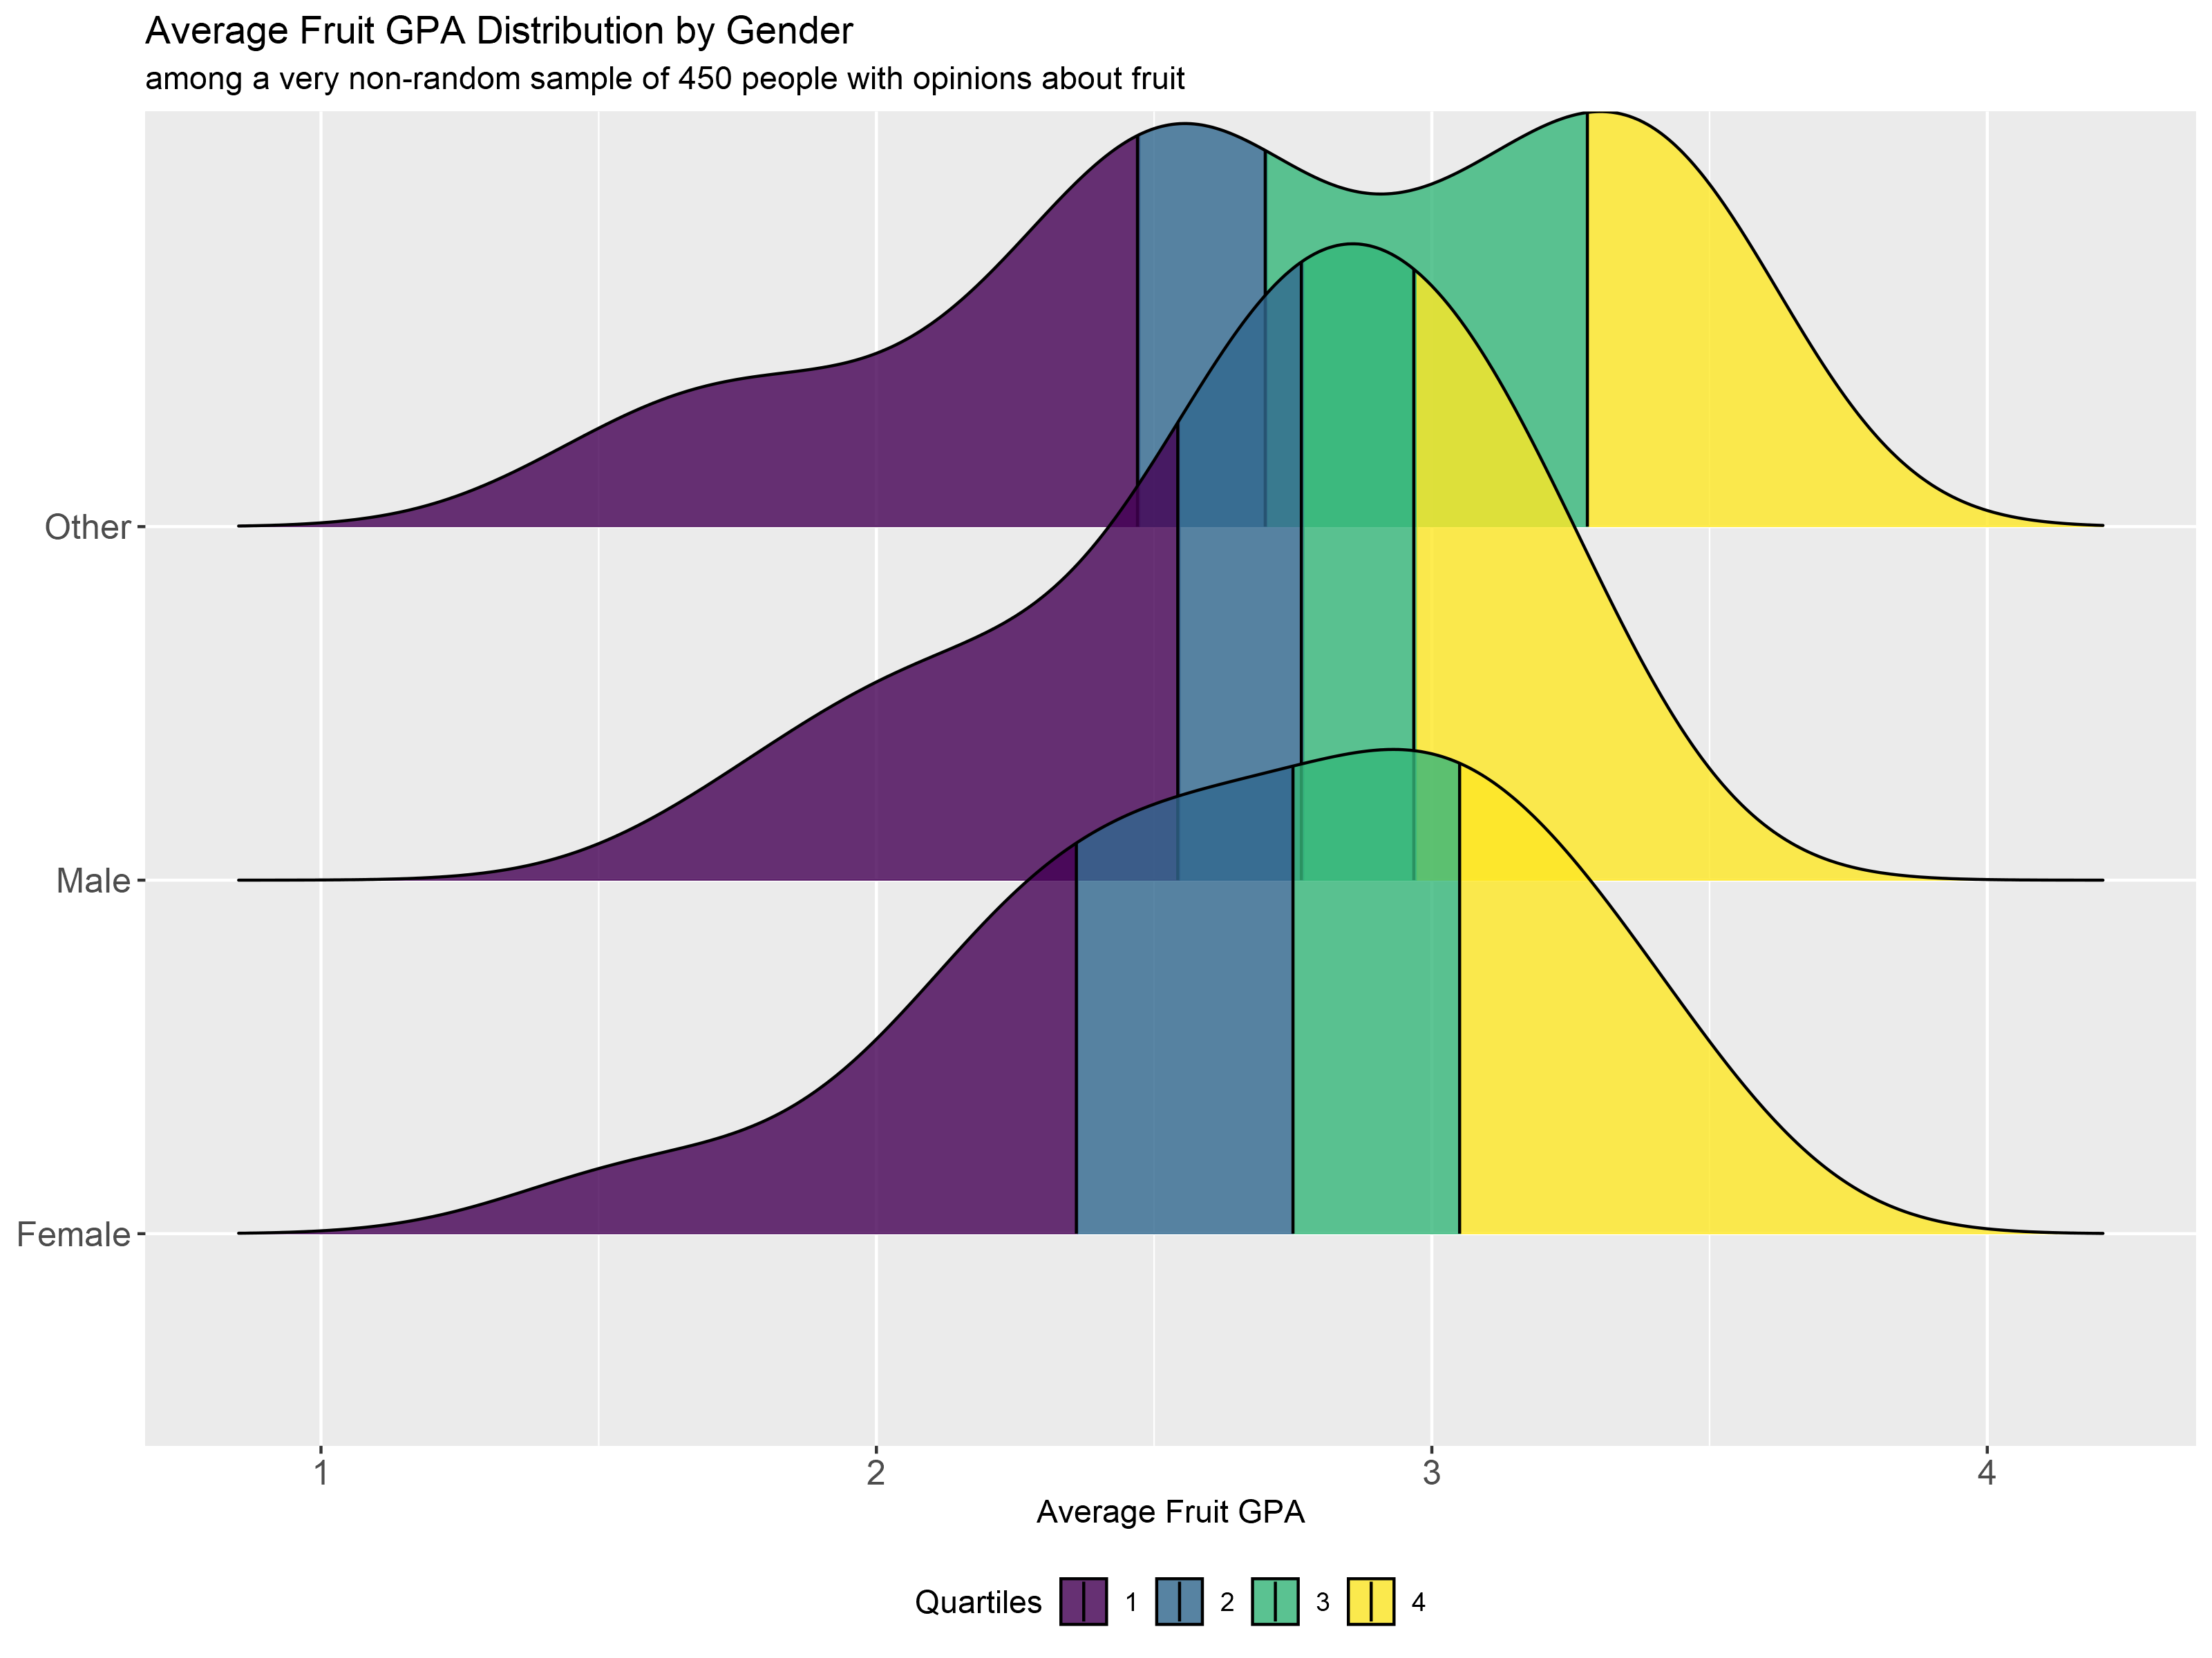 Average Fruit GPA Distribution by Gender
among a very non-random sample of 450 people with opinions about fruit
Other
Male
Female
1 2 3 4
Average Fruit GPA
Quartiles 1 2 3 4